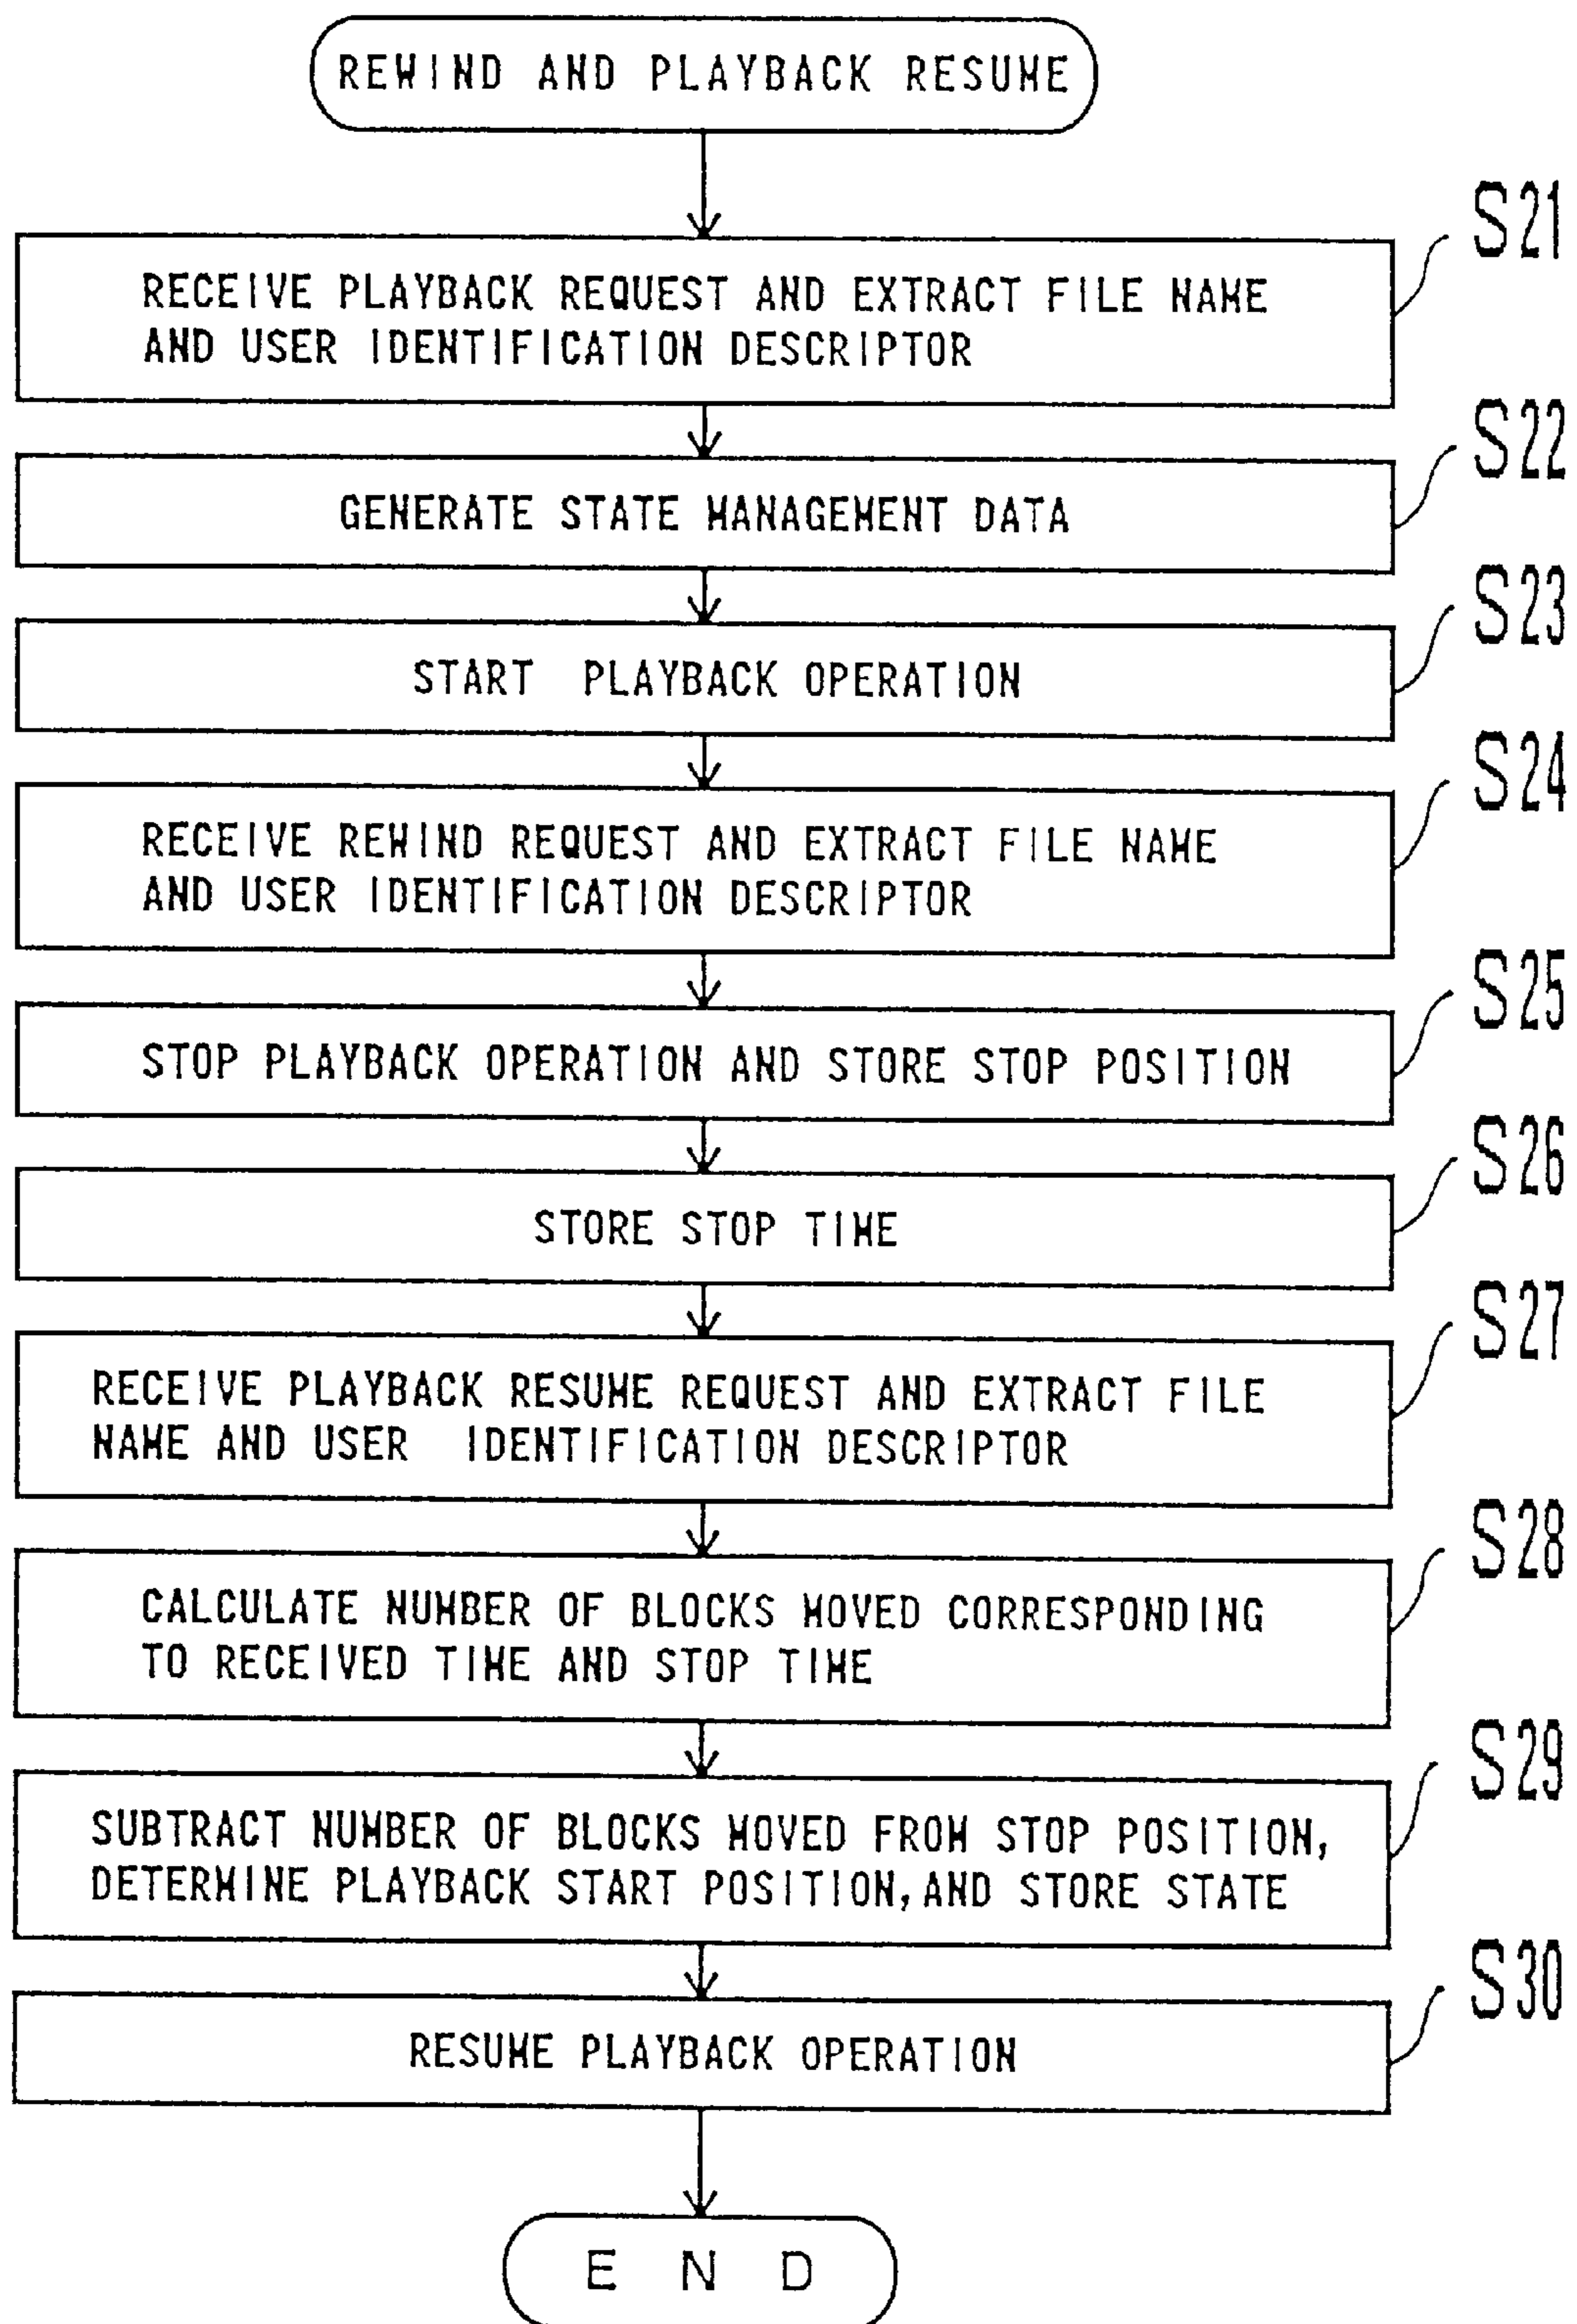 REWIND AND PLAYBACK RESUME
S21
RECEIVE PLAYBACK REQUEST AND EXTRACT FILE NAME
AND USER IDENTIFICATION DESCRIPTOR
S22
GENERATE STATE MANAGEMENT DATA
S23
START PLAYBACK OPERATION
S24
RECEIVE REWIND REQUEST AND EXTRACT FILE NAME
AND USER IDENTIFICATION DESCRIPTOR
S25
STOP PLAYBACK OPERATION AND STORE STOP POSITION
S26
STORE STOP TIME
S27
RECEIVE PLAYBACK RESUME REQUEST AND EXTRACT FILE
NAME AND USER IDENTIFICATION DESCRIPTOR
S28
CALCULATE NUMBER OF BLOCKS MOVED CORRESPONDING
TO RECEIVED TIME AND STOP TIME
S29
SUBTRACT NUMBER OF BLOCKS MOVED FROM STOP POSITION,
DETERMINE PLAYBACK START POSITION, AND STORE STATE
S30
RESUME PLAYBACK OPERATION
END